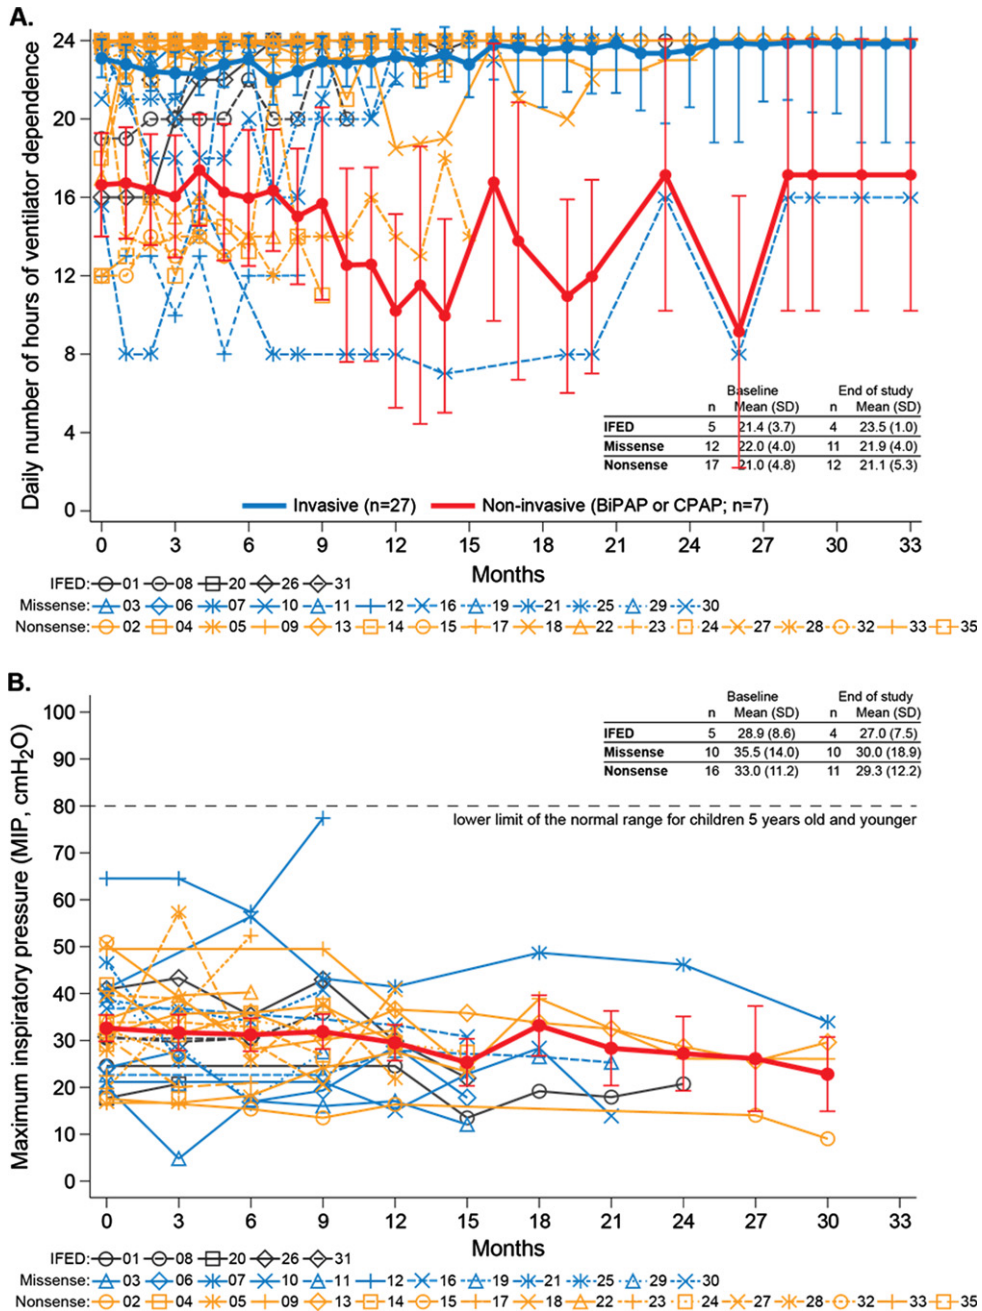 A.
Daily number of hours of ventilator dependence
24
20
16
12
8
4
0
Baseline End of study
n Mean (SD) n Mean (SD)
IFED 5 21.4 (3.7) 4 23.5 (1.0)
Missense 12 22.0 (4.0) 11 21.9 (4.0)
Nonsense 17 21.0 (4.8) 12 21.1 (5.3)
Invasive (n=27) Non-invasive (BiPAP or CPAP; n=7)
0 3 6 9 12 15 18 21 24 27 30 33
Months
IFED: 01 08 20 26 31
Missense: 03 06 07 10 11 12 16 19 21 25 29 30
Nonsense: 02 04 05 09 13 14 15 17 18 22 23 24 27 28 32 33 35
B.
Maximum inspiratory pressure (MIP, cmH2O)
Baseline End of study
n Mean (SD) n Mean (SD)
IFED 5 28.9 (8.6) 4 27.0 (7.5)
Missense 10 35.5 (14.0) 10 30.0 (18.9)
Nonsense 16 33.0 (11.2) 11 29.3 (12.2)
100
90
80
lower limit of the normal range for children 5 years old and younger
70
60
50
40
30
20
10
0
0 3 6 9 12 15 18 21 24 27 30 33
Months
IFED: 01 08 20 26 31
Missense: 03 06 07 10 11 12 16 19 21 25 29 30
Nonsense: 02 04 05 09 13 14 15 17 18 22 23 24 27 28 32 33 35